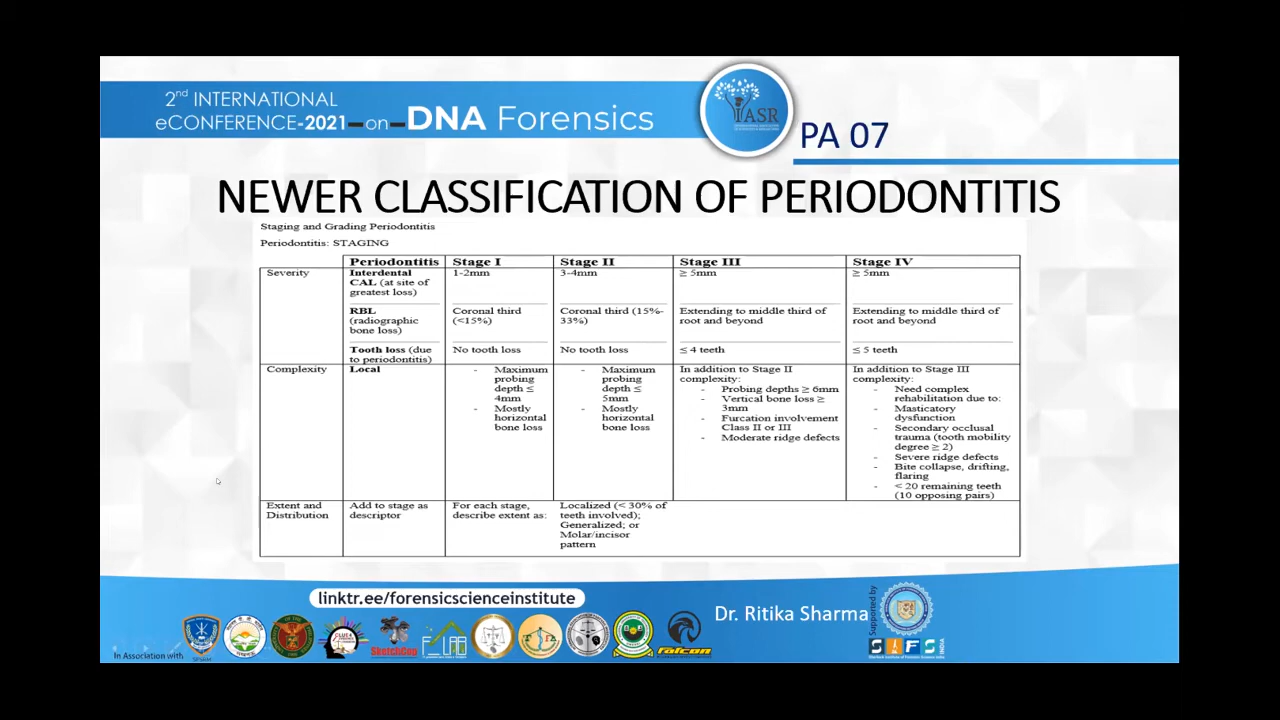 2nd INTERNATIONAL
eCONFERENCE-2021-on-DNA Forensics
IASR
PA 07
NEWER CLASSIFICATION OF PERIODONTITIS
Staging and Grading Periodontitis
Periodontitis: STAGING
Periodontitis Stage I Stage II Stage III Stage IV
Severity
Interdental
CAL (at site of
greatest loss)
1-2mm
3-4mm
≥ 5mm
≥ 5mm
RBL
(radiographic
bone loss)
Coronal third
(<15%)
Coronal third (15%-
33%)
Extending to middle third of
root and beyond
Extending to middle third of
root and beyond
Tooth loss (due
to periodontitis)
No tooth loss
No tooth loss
≤ 4 teeth
≤ 5 teeth
Complexity
Local
- Maximum
probing
depth ≤
4mm
- Mostly
horizontal
bone loss
- Maximum
probing
depth ≤
5mm
- Mostly
horizontal
bone loss
In addition to Stage II
complexity:
- Probing depths ≥ 6mm
- Vertical bone loss ≥
3mm
- Furcation involvement
Class II or III
- Moderate ridge defects
In addition to Stage III
complexity:
- Need complex
rehabilitation due to:
- Masticatory
dysfunction
- Secondary occlusal
trauma (tooth mobility
degree ≥ 2)
- Severe ridge defects
- Bite collapse, drifting,
flaring
- < 20 remaining teeth
(10 opposing pairs)
Extent and
Distribution
Add to stage as
descriptor
For each stage,
describe extent as:
Localized (< 30% of
teeth involved);
Generalized; or
Molar/incisor
pattern
linktr.ee/forensicscienceinstitute
Dr. Ritika Sharma
Supported by
In Association with
SketchCop
F LAB
falcon
SIFS
INDIA